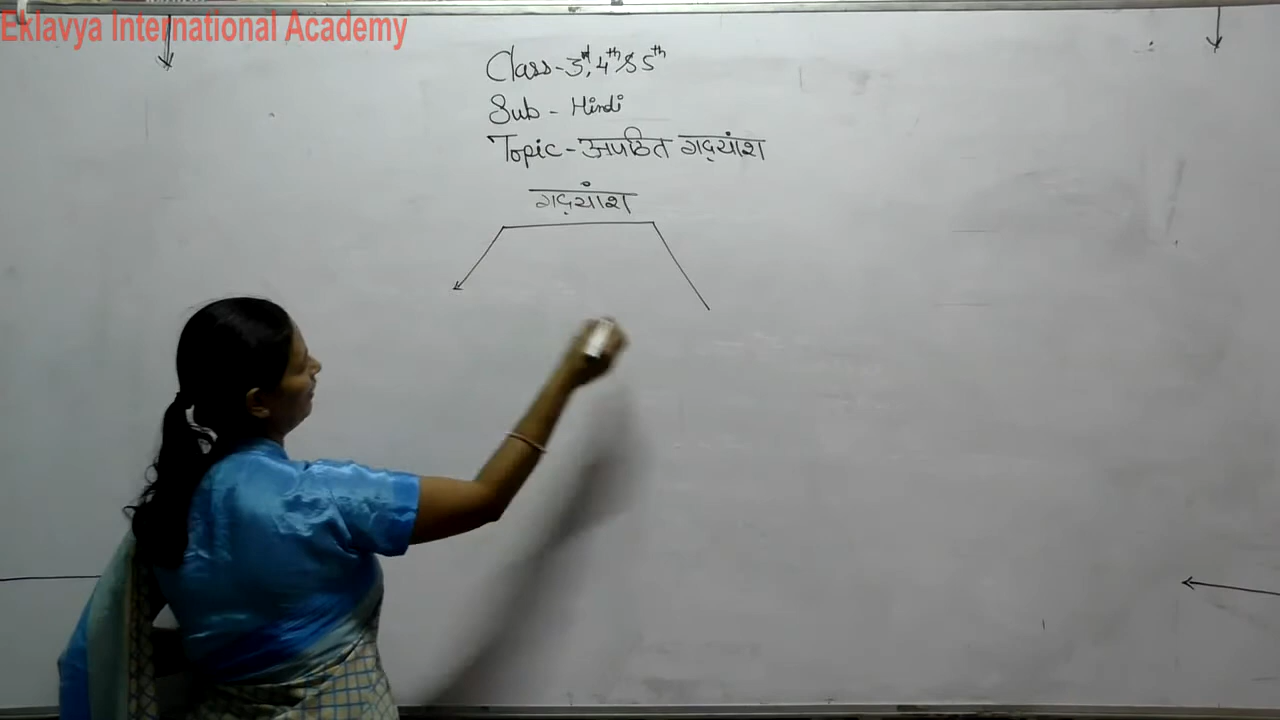 Eklavya International Academy
Class-3rd, 4th & 5th
Sub - Hindi
Topic - अपठित गद्यांश
गद्यांश